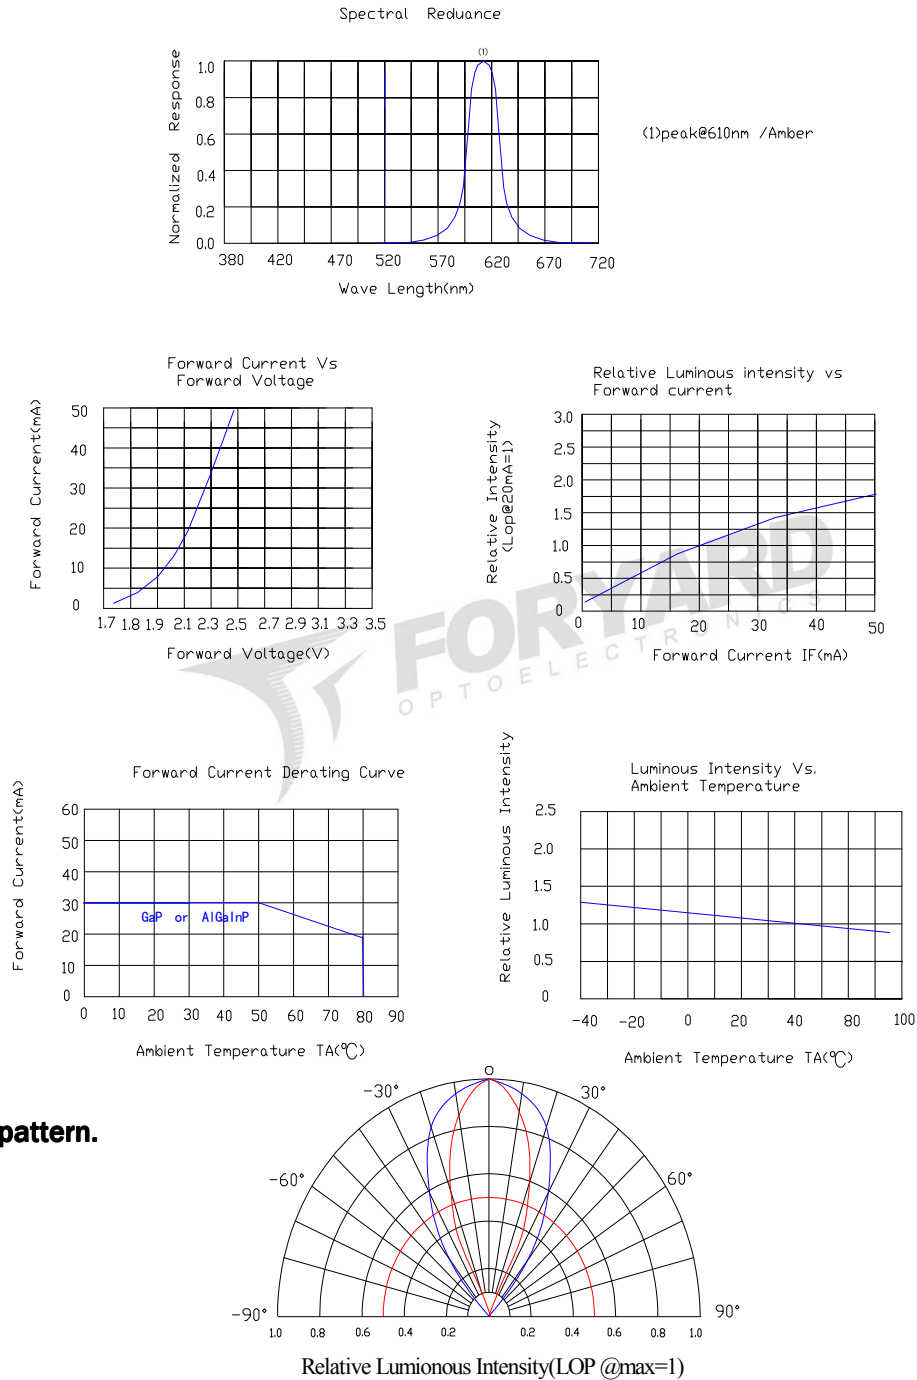 Spectral Reduance
(1)
Normalized Response
1.0
0.8
0.6
0.4
0.2
0.0
380 420 470 520 570 620 670 720
Wave Length(nm)
(1)peak@610nm /Amber
Forward Current Vs
Forward Voltage
Forward Current(mA)
50
40
30
20
10
0
1.7 1.8 1.9 2.1 2.3 2.5 2.7 2.9 3.1 3.3 3.5
Forward Voltage(V)
Relative Luminous intensity vs
Forward current
Relative Intensity
(Lop@20mA=1)
3.0
2.5
2.0
1.5
1.0
0.5
0
0 10 20 30 40 50
Forward Current IF(mA)
FORYARD
OPTOELECTRONICS
Forward Current Derating Curve
Forward Current(mA)
60
50
40
30
20
10
0
GaP or AlGaInP
0 10 20 30 40 50 60 70 80 90
Ambient Temperature TA(℃)
Luminous Intensity Vs.
Ambient Temperature
Relative Luminous Intensity
2.5
2.0
1.5
1.0
0.5
0
-40 -20 0 20 40 60 80 100
Ambient Temperature TA(℃)
pattern.
0
-30° 30°
-60° 60°
-90° 90°
1.0 0.8 0.6 0.4 0.2 0.2 0.4 0.6 0.8 1.0
Relative Lumionous Intensity(LOP @max=1)